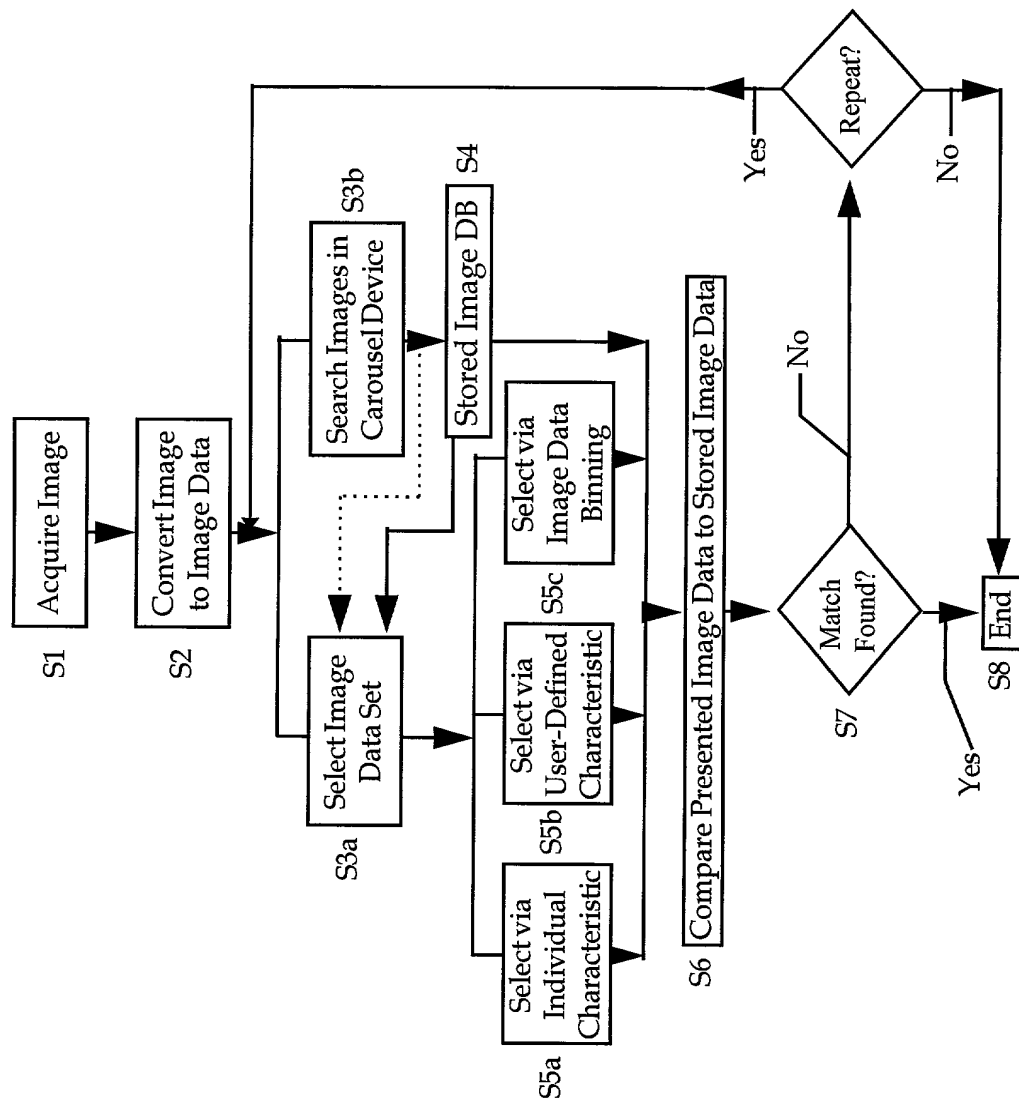 S1
Acquire Image
S2
Convert Image
to Image Data
S3a
Select Image
Data Set
Search Images in
Carousel Device
S3b
Stored Image DB
S4
S5a
Select via
Individual
Characteristic
S5b
Select via
User-Defined
Characteristic
S5c
Select via
Image Data
Binning
S6
Compare Presented Image Data to Stored Image Data
S7
Match
Found?
No
Repeat?
Yes
No
Yes
S8
End